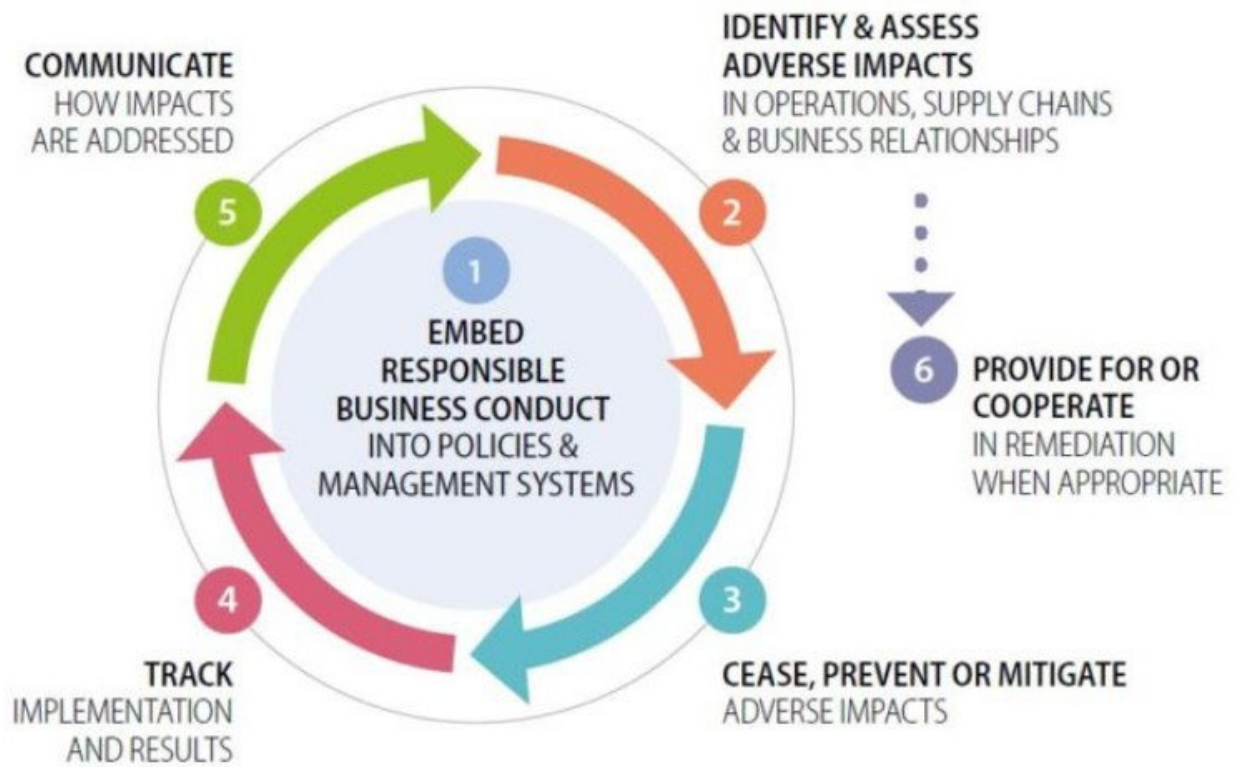 COMMUNICATE
HOW IMPACTS
ARE ADDRESSED
5
IDENTIFY & ASSESS
ADVERSE IMPACTS
IN OPERATIONS, SUPPLY CHAINS
& BUSINESS RELATIONSHIPS
2
1
EMBED
RESPONSIBLE
BUSINESS CONDUCT
INTO POLICIES &
MANAGEMENT SYSTEMS
6
PROVIDE FOR OR
COOPERATE
IN REMEDIATION
WHEN APPROPRIATE
4
TRACK
IMPLEMENTATION
AND RESULTS
3
CEASE, PREVENT OR MITIGATE
ADVERSE IMPACTS